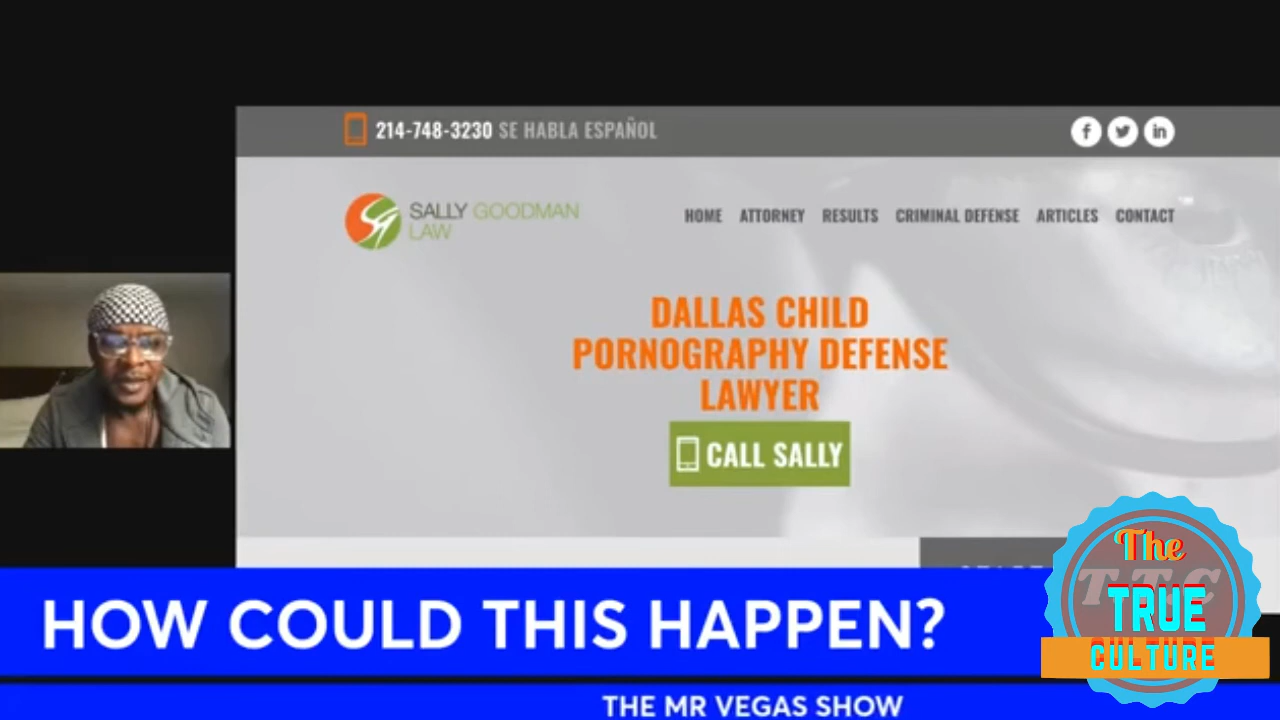 214-748-3230 SE HABLA ESPAÑOL
SALLY GOODMAN
LAW
HOME ATTORNEY RESULTS CRIMINAL DEFENSE ARTICLES CONTACT
DALLAS CHILD
PORNOGRAPHY DEFENSE
LAWYER
CALL SALLY
The
TTC
TRUE
CULTURE
HOW COULD THIS HAPPEN?
THE MR VEGAS SHOW